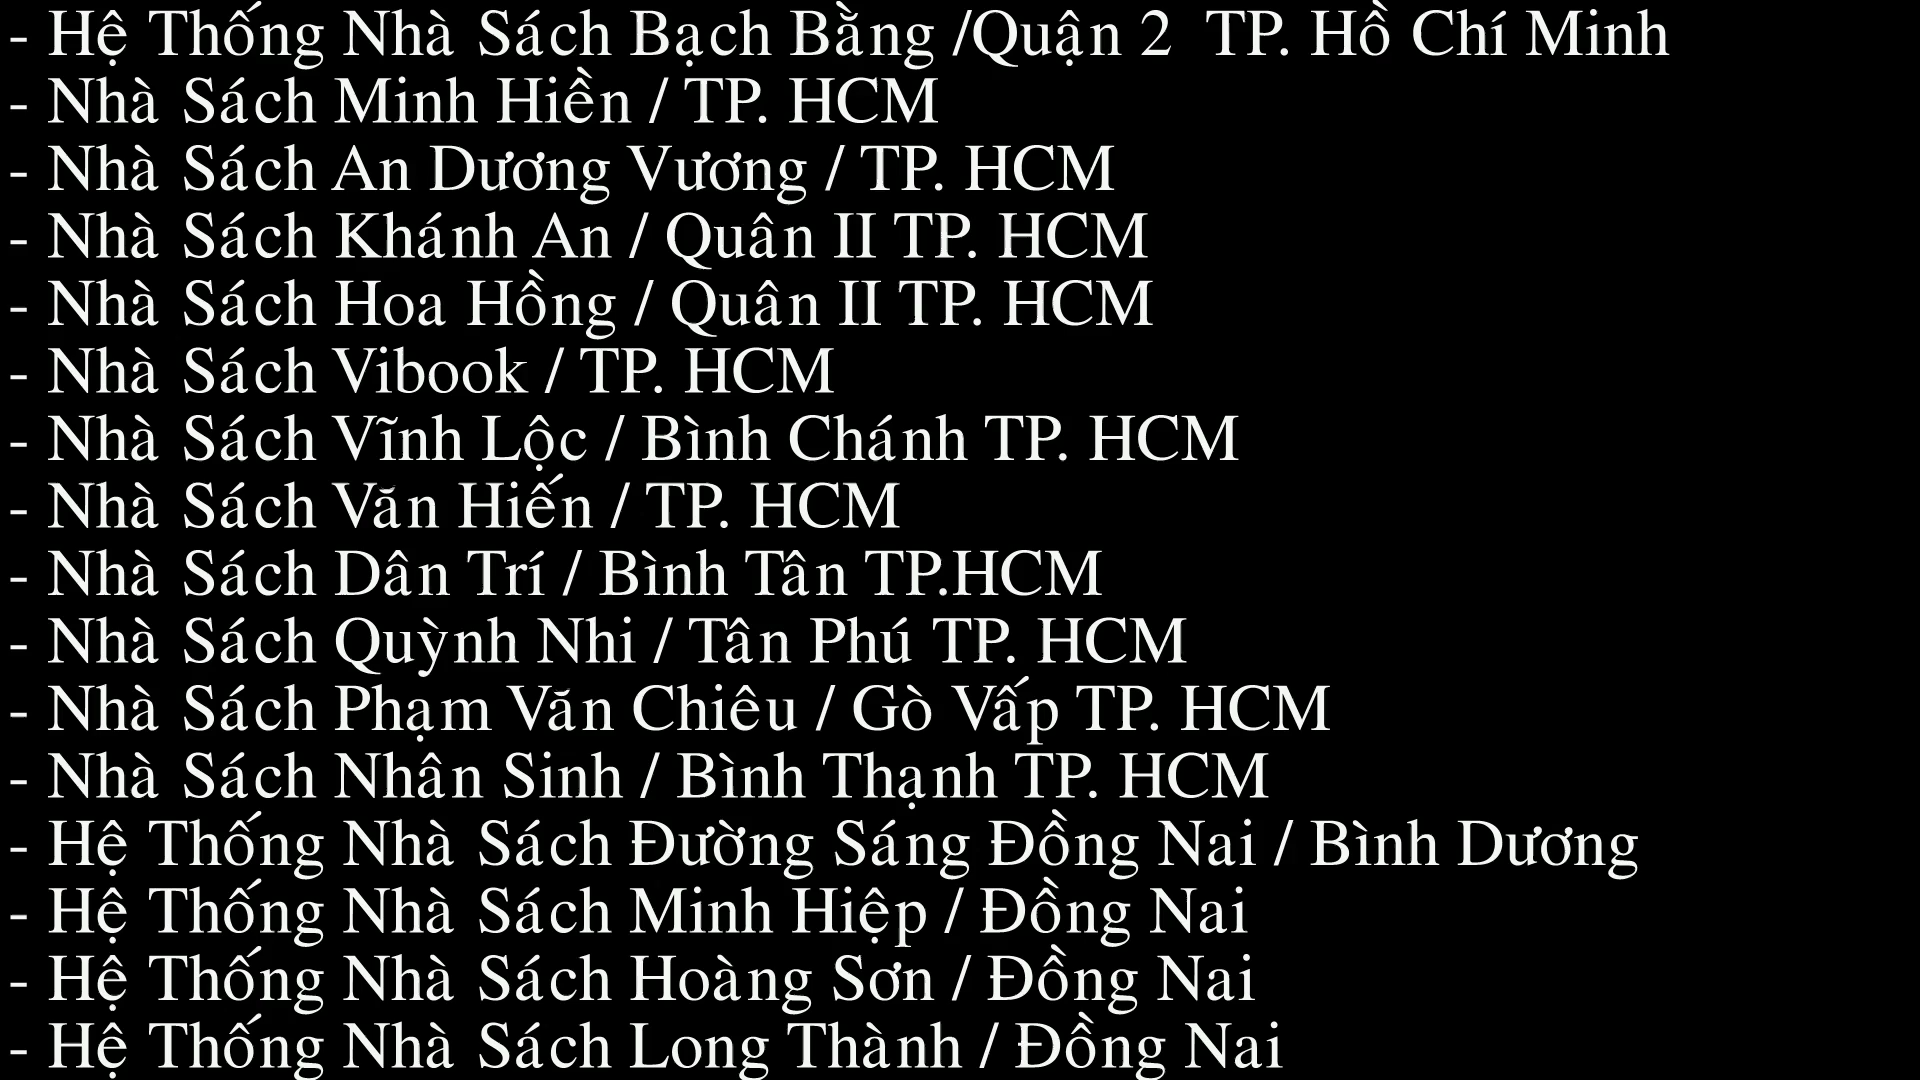 - Hệ Thống Nhà Sách Bạch Bằng /Quận 2 TP. Hồ Chí Minh
- Nhà Sách Minh Hiền / TP. HCM
- Nhà Sách An Dương Vương / TP. HCM
- Nhà Sách Khánh An / Quân II TP. HCM
- Nhà Sách Hoa Hồng / Quân II TP. HCM
- Nhà Sách Vibook / TP. HCM
- Nhà Sách Vĩnh Lộc / Bình Chánh TP. HCM
- Nhà Sách Văn Hiến / TP. HCM
- Nhà Sách Dân Trí / Bình Tân TP.HCM
- Nhà Sách Quỳnh Nhi / Tân Phú TP. HCM
- Nhà Sách Phạm Văn Chiêu / Gò Vấp TP. HCM
- Nhà Sách Nhân Sinh / Bình Thạnh TP. HCM
- Hệ Thống Nhà Sách Đường Sáng Đồng Nai / Bình Dương
- Hệ Thống Nhà Sách Minh Hiệp / Đồng Nai
- Hệ Thống Nhà Sách Hoàng Sơn / Đồng Nai
- Hệ Thống Nhà Sách Long Thành / Đồng Nai